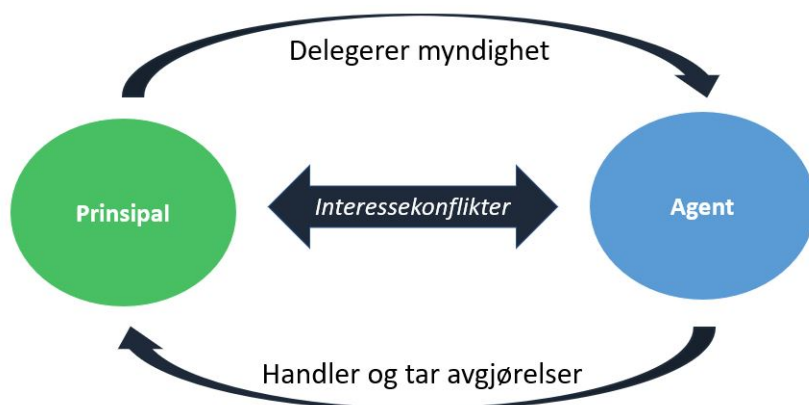 Delegerer myndighet
Prinsipal
Interessekonflikter
Agent
Handler og tar avgjørelser